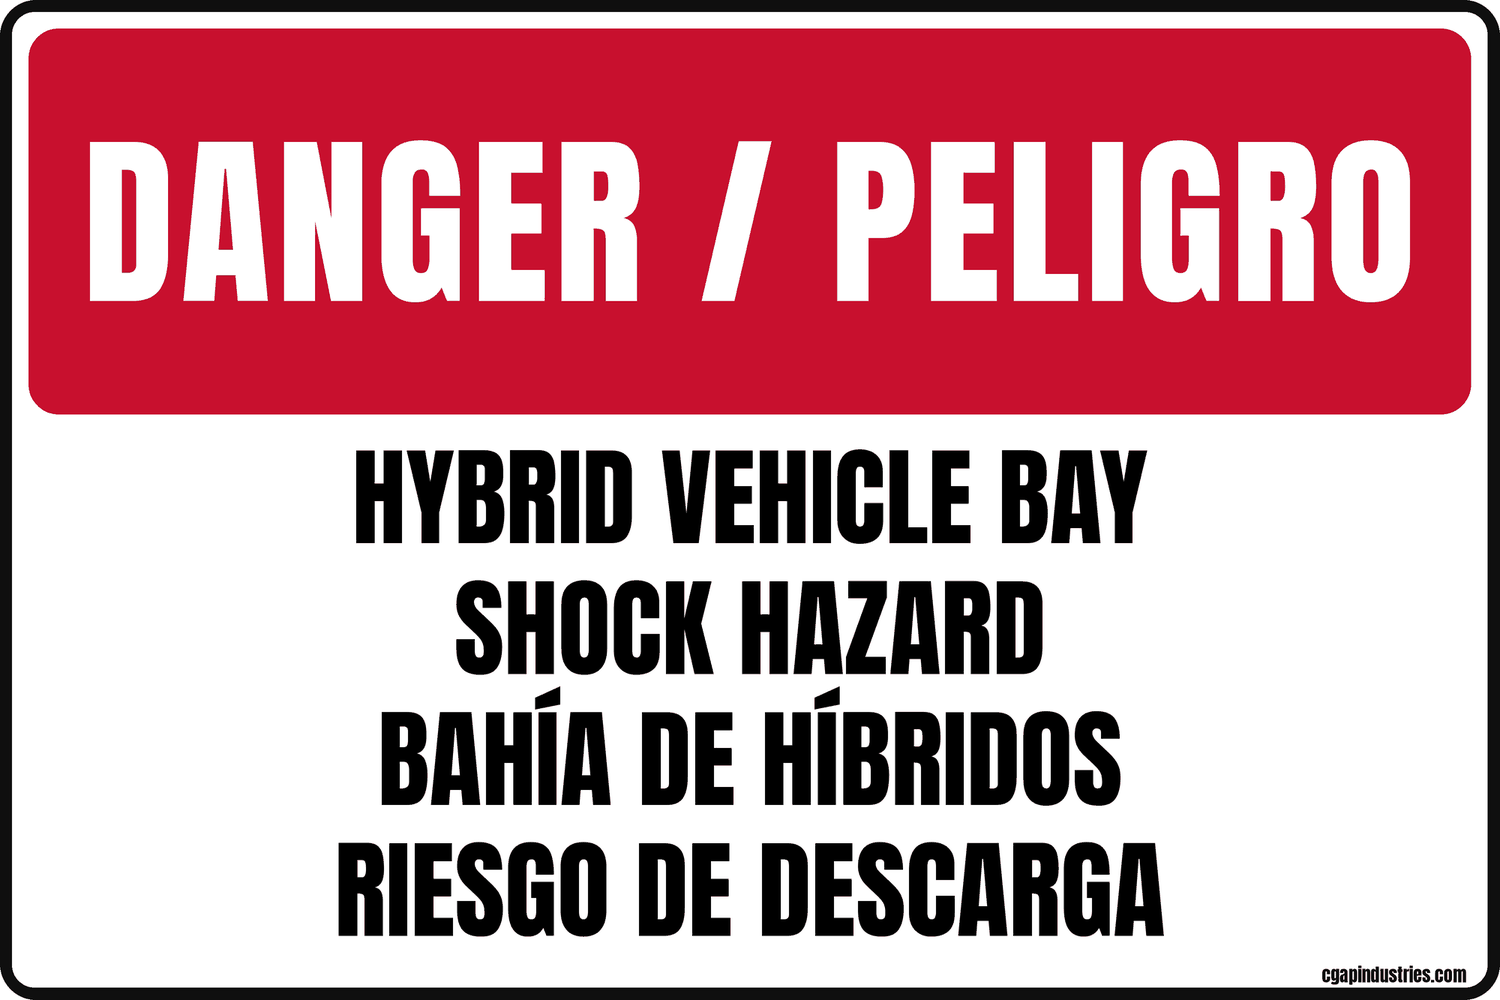 DANGER / PELIGRO
HYBRID VEHICLE BAY
SHOCK HAZARD
BAHÍA DE HÍBRIDOS
RIESGO DE DESCARGA
cgapindustries.com